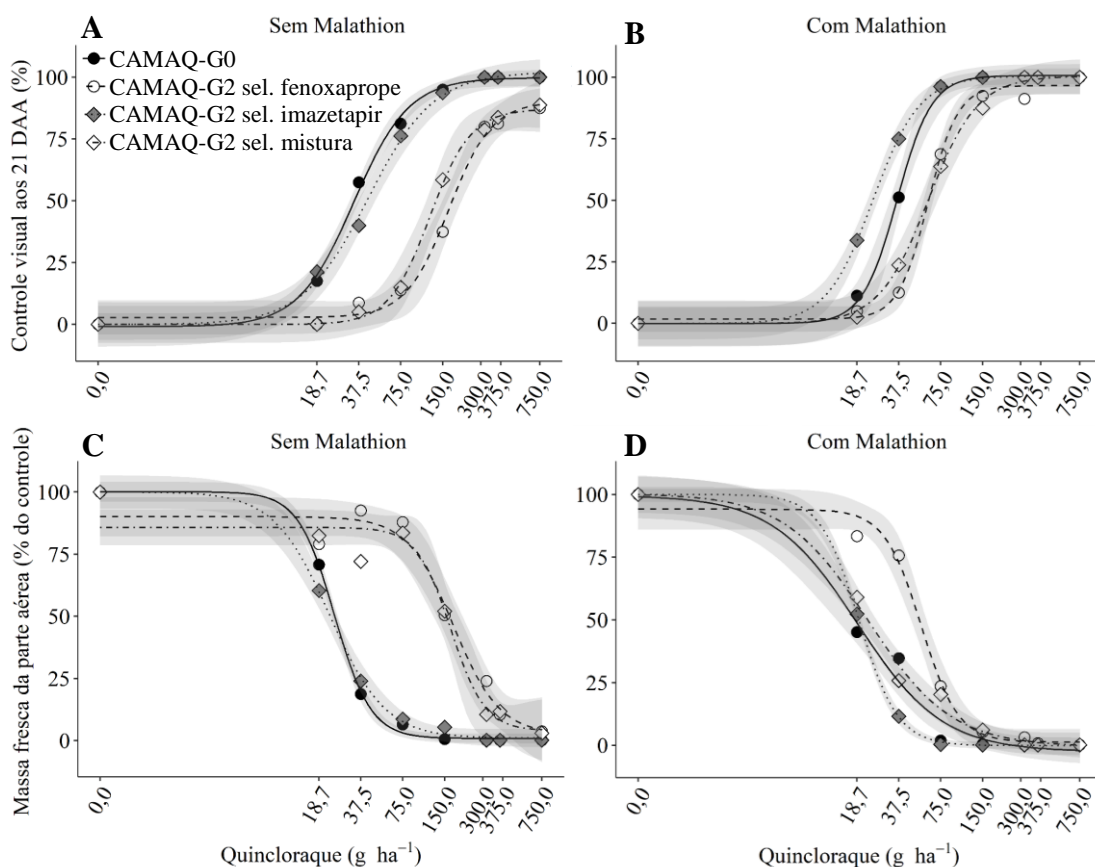 A Sem Malathion
B Com Malathion
CAMAQ-G0
CAMAQ-G2 sel. fenoxaprope
CAMAQ-G2 sel. imazetapir
CAMAQ-G2 sel. mistura
Controle visual aos 21 DAA (%)
100
75
50
25
0
0,0 18,7 37,5 75,0 150,0 300,0 375,0 750,0
100
75
50
25
0
0,0 18,7 37,5 75,0 150,0 300,0 375,0 750,0
C Sem Malathion
D Com Malathion
Massa fresca da parte aérea (% do controle)
100
75
50
25
0
0,0 18,7 37,5 75,0 150,0 300,0 375,0 750,0
Quincloraque (g ha⁻¹)
100
75
50
25
0
0,0 18,7 37,5 75,0 150,0 300,0 375,0 750,0
Quincloraque (g ha⁻¹)